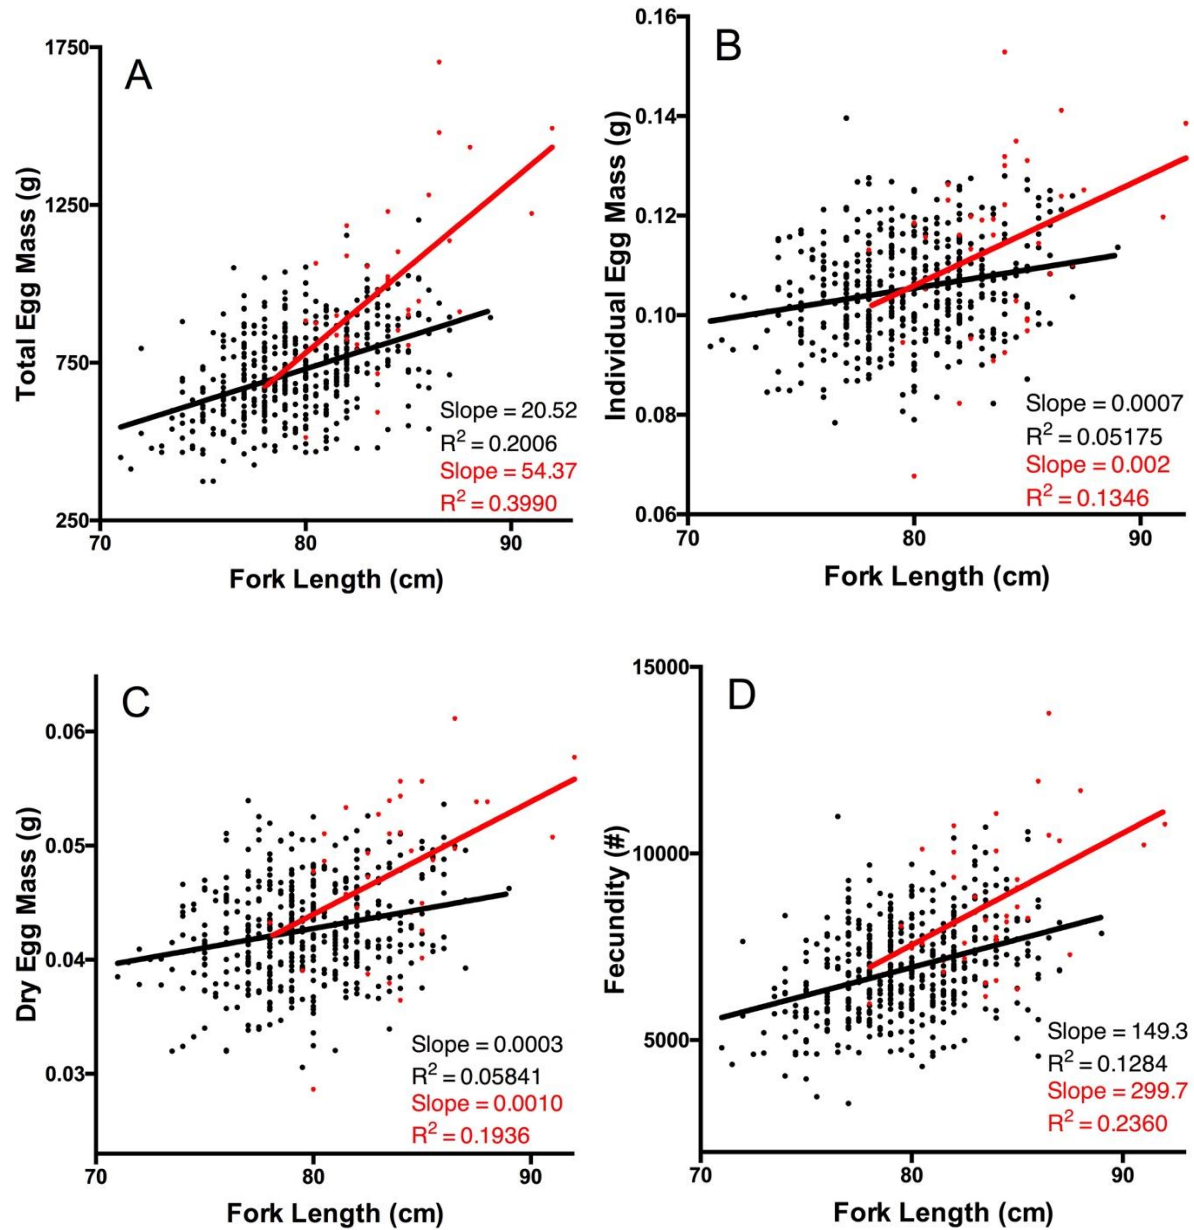 A
1750
1250
750
250
70
80
90
Total Egg Mass (g)
Fork Length (cm)
Slope = 20.52
R² = 0.2006
Slope = 54.37
R² = 0.3990
B
0.16
0.14
0.12
0.10
0.08
0.06
70
80
90
Individual Egg Mass (g)
Fork Length (cm)
Slope = 0.0007
R² = 0.05175
Slope = 0.002
R² = 0.1346
C
0.06
0.05
0.04
0.03
70
80
90
Dry Egg Mass (g)
Fork Length (cm)
Slope = 0.0003
R² = 0.05841
Slope = 0.0010
R² = 0.1936
D
15000
10000
5000
70
80
90
Fecundity (#)
Fork Length (cm)
Slope = 149.3
R² = 0.1284
Slope = 299.7
R² = 0.2360